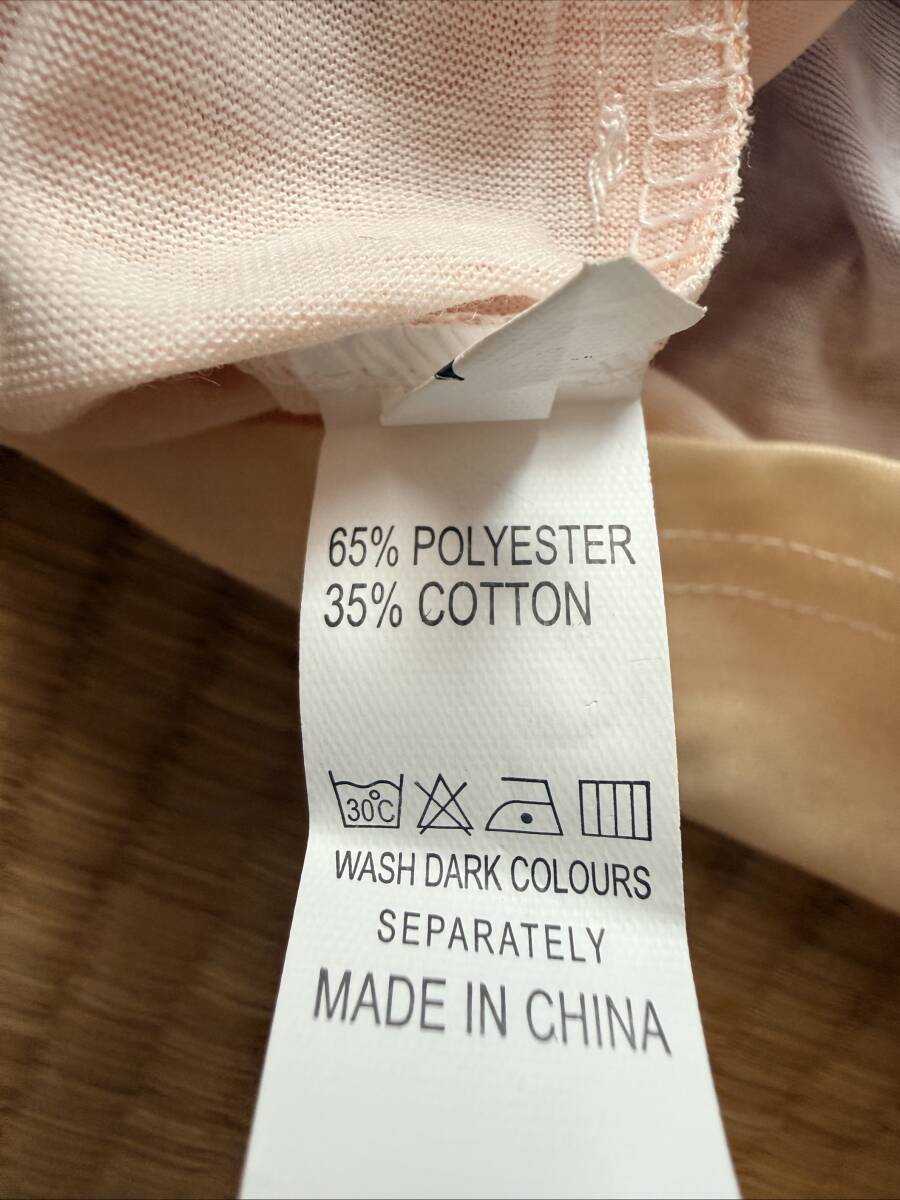 65% POLYESTER
35% COTTON
30°C
WASH DARK COLOURS
SEPARATELY
MADE IN CHINA